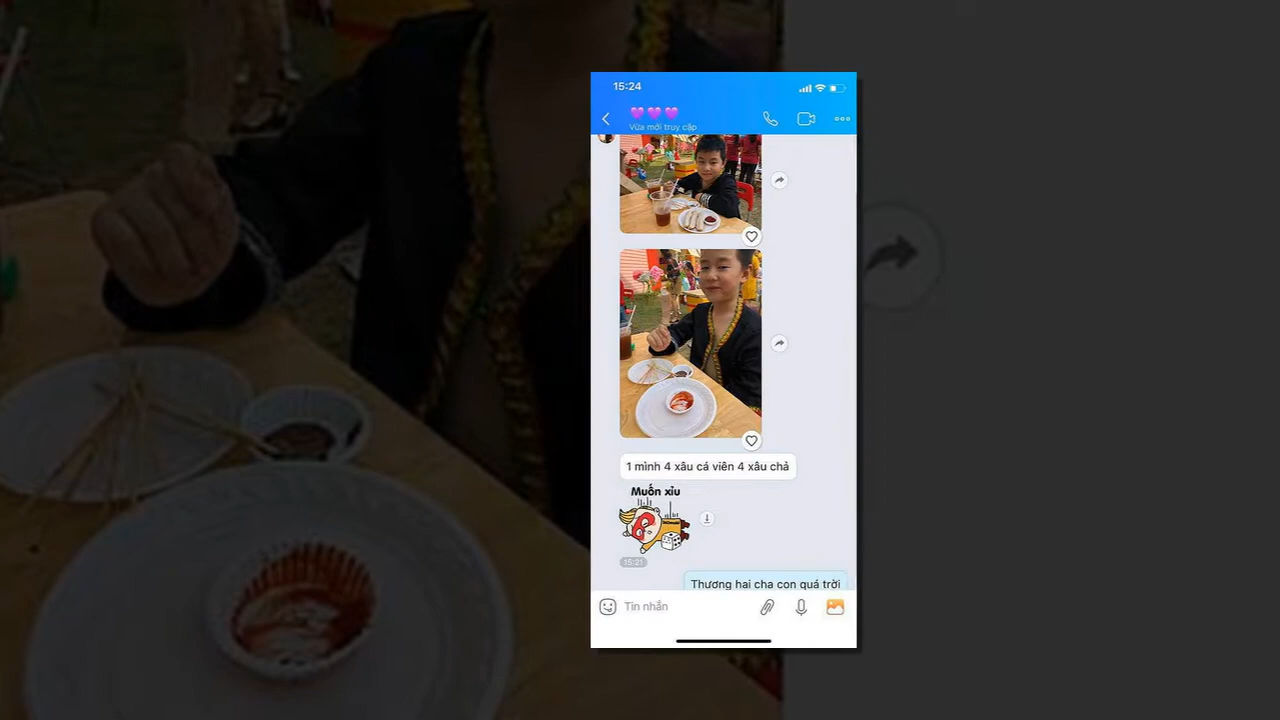 15:24
💜💜💜
Vừa mới truy cập
1 mình 4 xâu cá viên 4 xâu chả
Muốn xỉu
15:21
Thương hai cha con quá trời
Tin nhắn